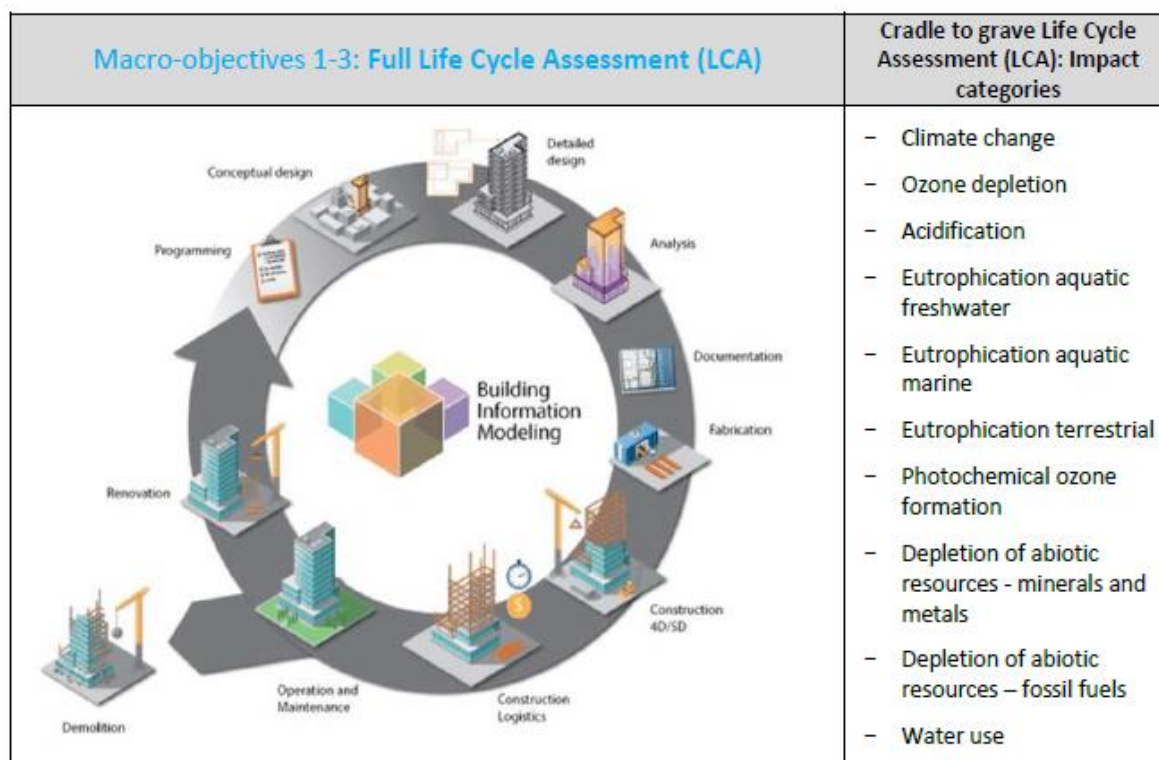 Macro-objectives 1-3: Full Life Cycle Assessment (LCA)
Cradle to grave Life Cycle
Assessment (LCA): Impact
categories
Conceptual design
Detailed
design
Programming
Analysis
Documentation
Building
Information
Modeling
Fabrication
Renovation
Construction
4D/5D
Operation and
Maintenance
Construction
Logistics
Demolition
– Climate change
– Ozone depletion
– Acidification
– Eutrophication aquatic
freshwater
– Eutrophication aquatic
marine
– Eutrophication terrestrial
– Photochemical ozone
formation
– Depletion of abiotic
resources - minerals and
metals
– Depletion of abiotic
resources – fossil fuels
– Water use